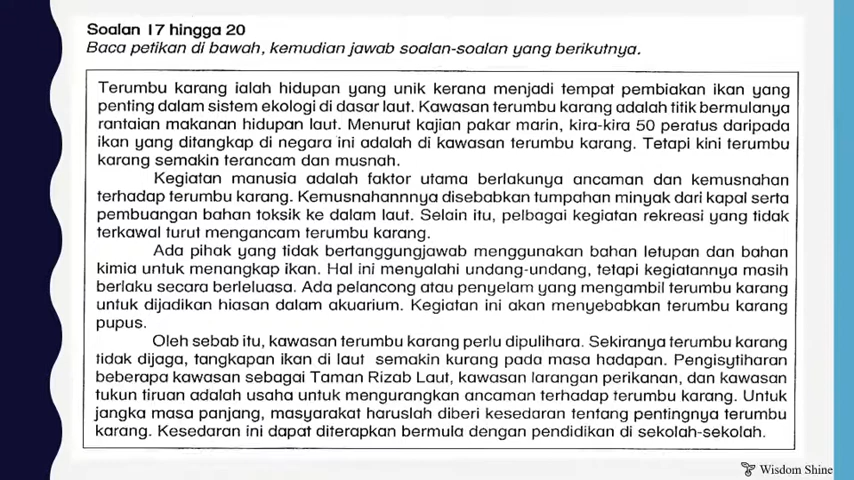 Soalan 17 hingga 20
Baca petikan di bawah, kemudian jawab soalan-soalan yang berikutnya.
Terumbu karang ialah hidupan yang unik kerana menjadi tempat pembiakan ikan yang
penting dalam sistem ekologi di dasar laut. Kawasan terumbu karang adalah titik bermulanya
rantaian makanan hidupan laut. Menurut kajian pakar marin, kira-kira 50 peratus daripada
ikan yang ditangkap di negara ini adalah di kawasan terumbu karang. Tetapi kini terumbu
karang semakin terancam dan musnah.
Kegiatan manusia adalah faktor utama berlakunya ancaman dan kemusnahan
terhadap terumbu karang. Kemusnahannnya disebabkan tumpahan minyak dari kapal serta
pembuangan bahan toksik ke dalam laut. Selain itu, pelbagai kegiatan rekreasi yang tidak
terkawal turut mengancam terumbu karang.
Ada pihak yang tidak bertanggungjawab menggunakan bahan letupan dan bahan
kimia untuk menangkap ikan. Hal ini menyalahi undang-undang, tetapi kegiatannya masih
berlaku secara berleluasa. Ada pelancong atau penyelam yang mengambil terumbu karang
untuk dijadikan hiasan dalam akuarium. Kegiatan ini akan menyebabkan terumbu karang
pupus.
Oleh sebab itu, kawasan terumbu karang perlu dipulihara. Sekiranya terumbu karang
tidak dijaga, tangkapan ikan di laut semakin kurang pada masa hadapan. Pengisytiharan
beberapa kawasan sebagai Taman Rizab Laut, kawasan larangan perikanan, dan kawasan
tukun tiruan adalah usaha untuk mengurangkan ancaman terhadap terumbu karang. Untuk
jangka masa panjang, masyarakat haruslah diberi kesedaran tentang pentingnya terumbu
karang. Kesedaran ini dapat diterapkan bermula dengan pendidikan di sekolah-sekolah.
Wisdom Shine